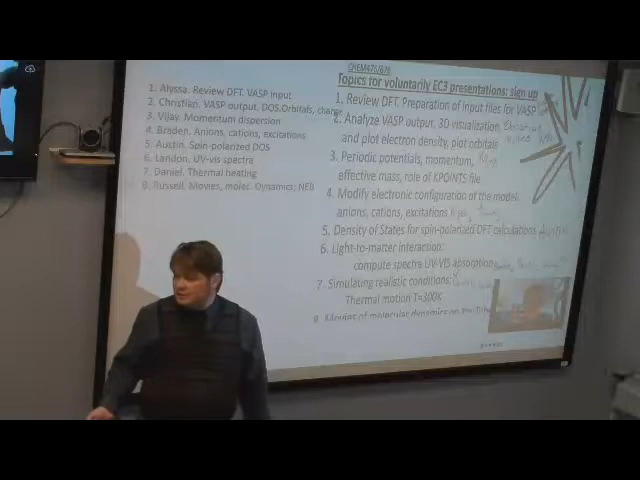 CHEM475/676
Topics for voluntarily EC3 presentations: sign up
1. Alyssa. Review DFT. VASP input
2. Christian. VASP output, DOS.Orbitals, charge
3. Vijay. Momentum dispersion
4. Braden. Anions, cations, excitations
5. Austin. Spin-polarized DOS
6. Landon. UV-vis spectra
7. Daniel. Thermal heating
8. Russell. Movies, molec. Dynamics; NEB
1. Review DFT. Preparation of input files for VASP
2. Analyze VASP output, 3D visualization,
and plot electron density, plot orbitals
3. Periodic potentials, momentum,
effective mass, role of KPOINTS file
4. Modify electronic configuration of the model:
anions, cations, excitations
5. Density of States for spin-polarized DFT calculations
6. Light-to-matter interaction:
compute spectra UV-VIS absorption
7. Simulating realistic conditions:
Thermal motion T=300K
8. Movies of molecular dynamics on